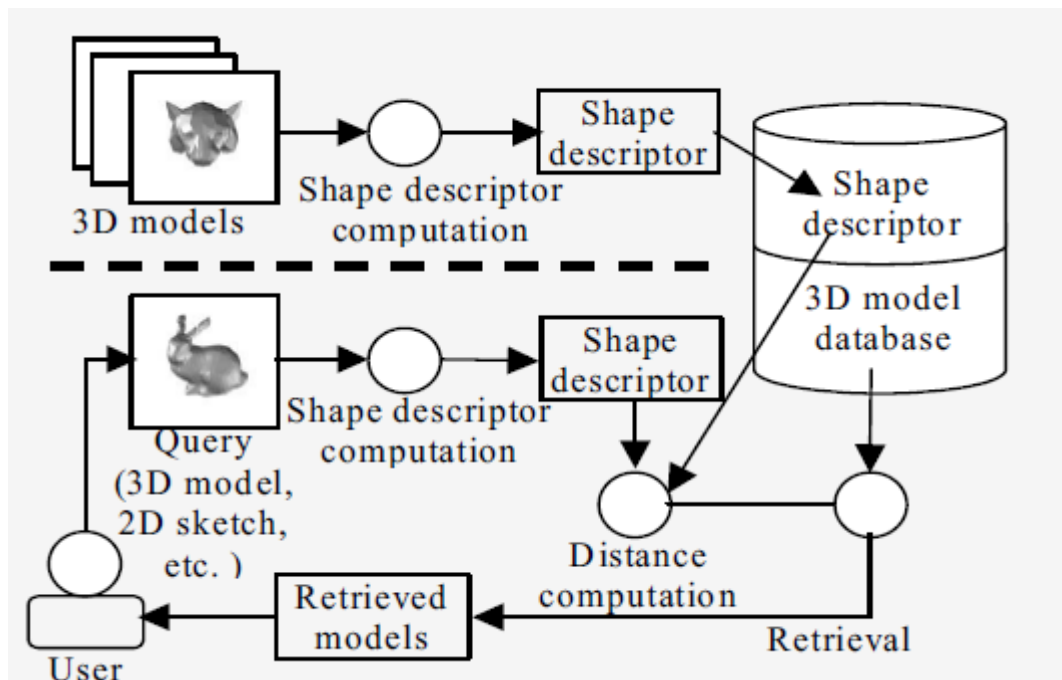 3D models
Shape descriptor
computation
Shape
descriptor
Shape
descriptor
3D model
database
Query
(3D model,
2D sketch,
etc. )
Shape descriptor
computation
Shape
descriptor
Distance
computation
Retrieval
Retrieved
models
User